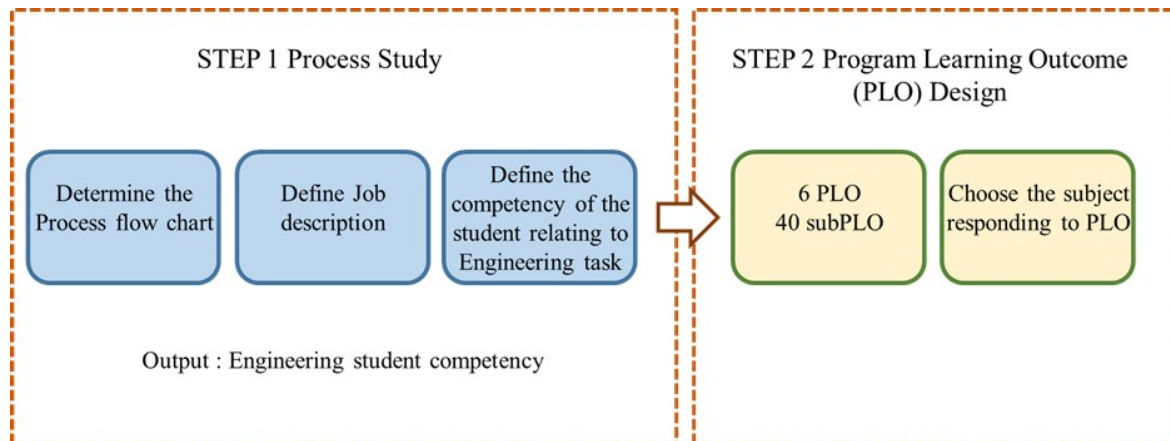 STEP 1 Process Study
Determine the
Process flow chart
Define Job
description
Define the
competency of the
student relating to
Engineering task
Output : Engineering student competency
STEP 2 Program Learning Outcome
(PLO) Design
6 PLO
40 subPLO
Choose the subject
responding to PLO